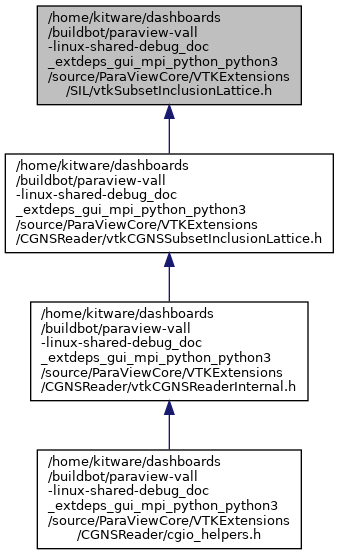 /home/kitware/dashboards
/buildbot/paraview-vall
-linux-shared-debug_doc
_extdeps_gui_mpi_python_python3
/source/ParaViewCore/VTKExtensions
/SIL/vtkSubsetInclusionLattice.h
/home/kitware/dashboards
/buildbot/paraview-vall
-linux-shared-debug_doc
_extdeps_gui_mpi_python_python3
/source/ParaViewCore/VTKExtensions
/CGNSReader/vtkCGNSSubsetInclusionLattice.h
/home/kitware/dashboards
/buildbot/paraview-vall
-linux-shared-debug_doc
_extdeps_gui_mpi_python_python3
/source/ParaViewCore/VTKExtensions
/CGNSReader/vtkCGNSReaderInternal.h
/home/kitware/dashboards
/buildbot/paraview-vall
-linux-shared-debug_doc
_extdeps_gui_mpi_python_python3
/source/ParaViewCore/VTKExtensions
/CGNSReader/cgio_helpers.h